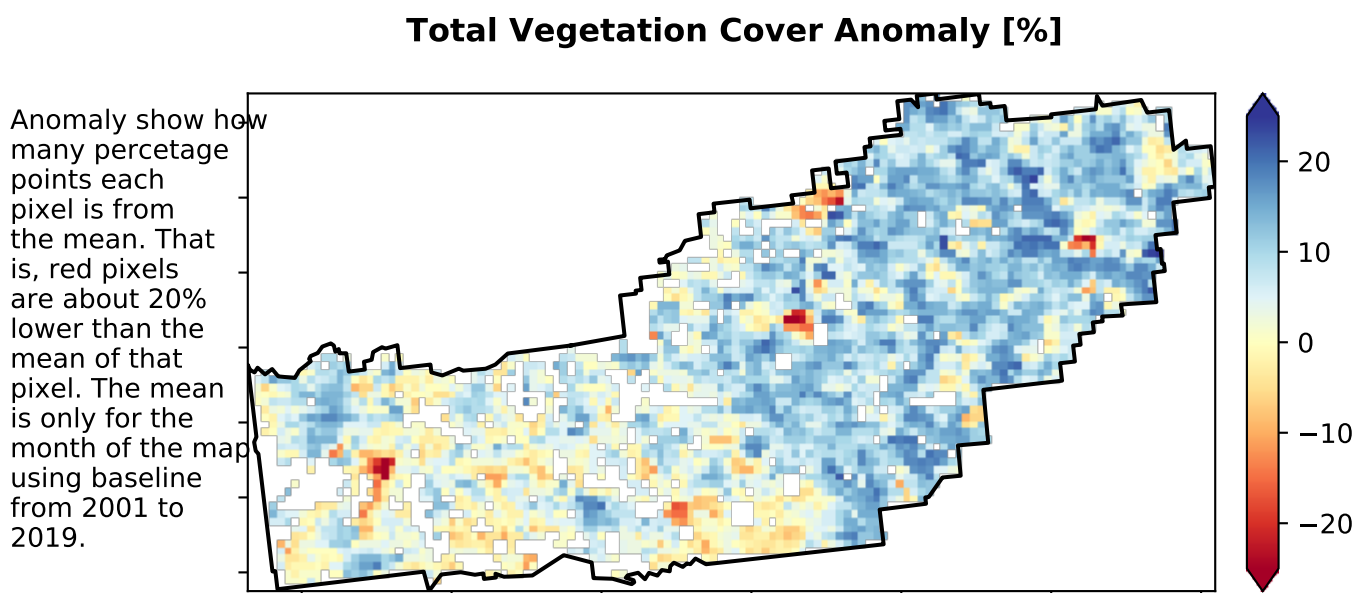 Total Vegetation Cover Anomaly [%]
Anomaly show how
many percetage
points each
pixel is from
the mean. That
is, red pixels
are about 20%
lower than the
mean of that
pixel. The mean
is only for the
month of the map
using baseline
from 2001 to
2019.
20
10
0
−10
−20